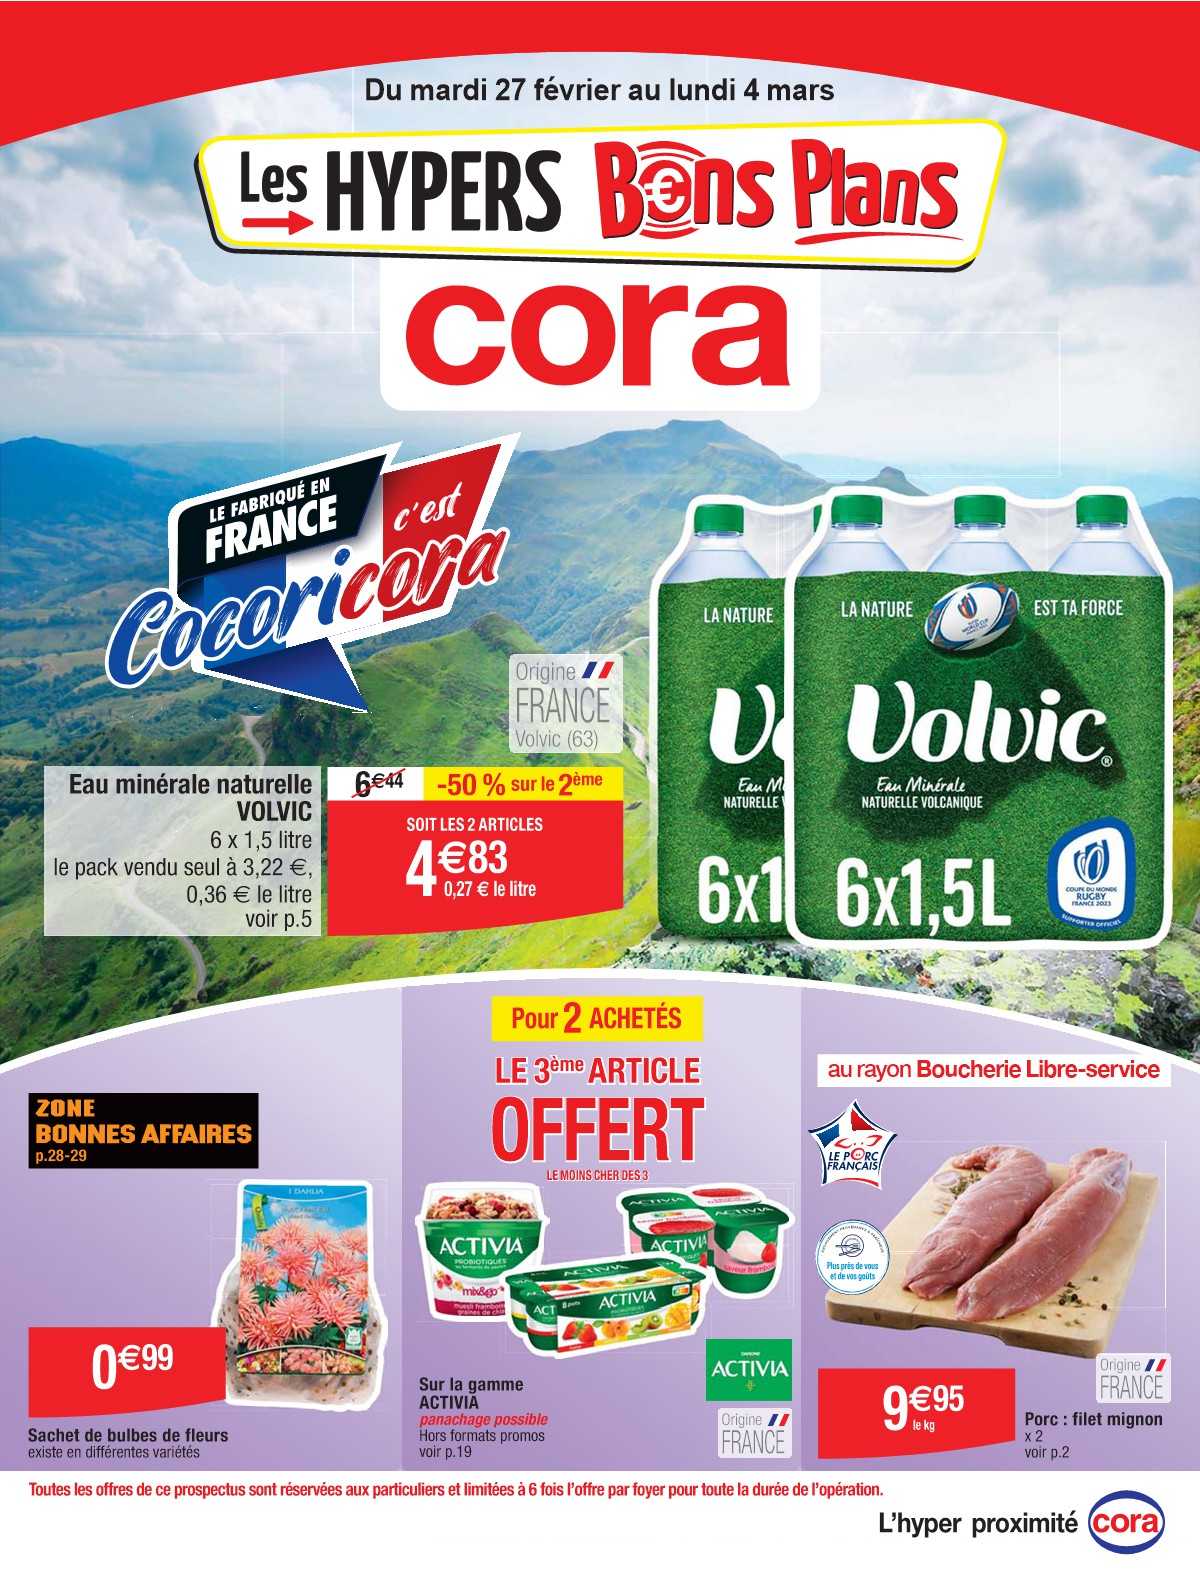 Du mardi 27 février au lundi 4 mars
Les HYPERS Bons Plans
cora
LE FABRIQUÉ EN
FRANCE
c'est
Cocoricora
Origine
FRANCE
Volvic (63)
Eau minérale naturelle
VOLVIC
6 x 1,5 litre
le pack vendu seul à 3,22 €,
0,36 € le litre
voir p.5
6€44 -50 % sur le 2ème
SOIT LES 2 ARTICLES
4€83
0,27 € le litre
LA NATURE
LA NATURE EST TA FORCE
Volvic
Eau Minérale
NATURELLE VOLCANIQUE
6x1,5L
COUPE DU MONDE
RUGBY
FRANCE 2023
SUPPORTER OFFICIEL
ZONE
BONNES AFFAIRES
p.28-29
DAHLIA
0€99
Sachet de bulbes de fleurs
existe en différentes variétés
Pour 2 ACHETÉS
LE 3ème ARTICLE
OFFERT
LE MOINS CHER DES 3
ACTIVIA
PROBIOTIQUES
mix&go
ACTIVIA
ACTIVIA
DANONE
ACTIVIA
Origine
FRANCE
Sur la gamme
ACTIVIA
panachage possible
Hors formats promos
voir p.19
au rayon Boucherie Libre-service
LE PORC
FRANÇAIS
Plus près de vous
et de vos goûts
9€95
le kg
Origine
FRANCE
Porc : filet mignon
x 2
voir p.2
Toutes les offres de ce prospectus sont réservées aux particuliers et limitées à 6 fois l'offre par foyer pour toute la durée de l'opération.
L'hyper proximité cora